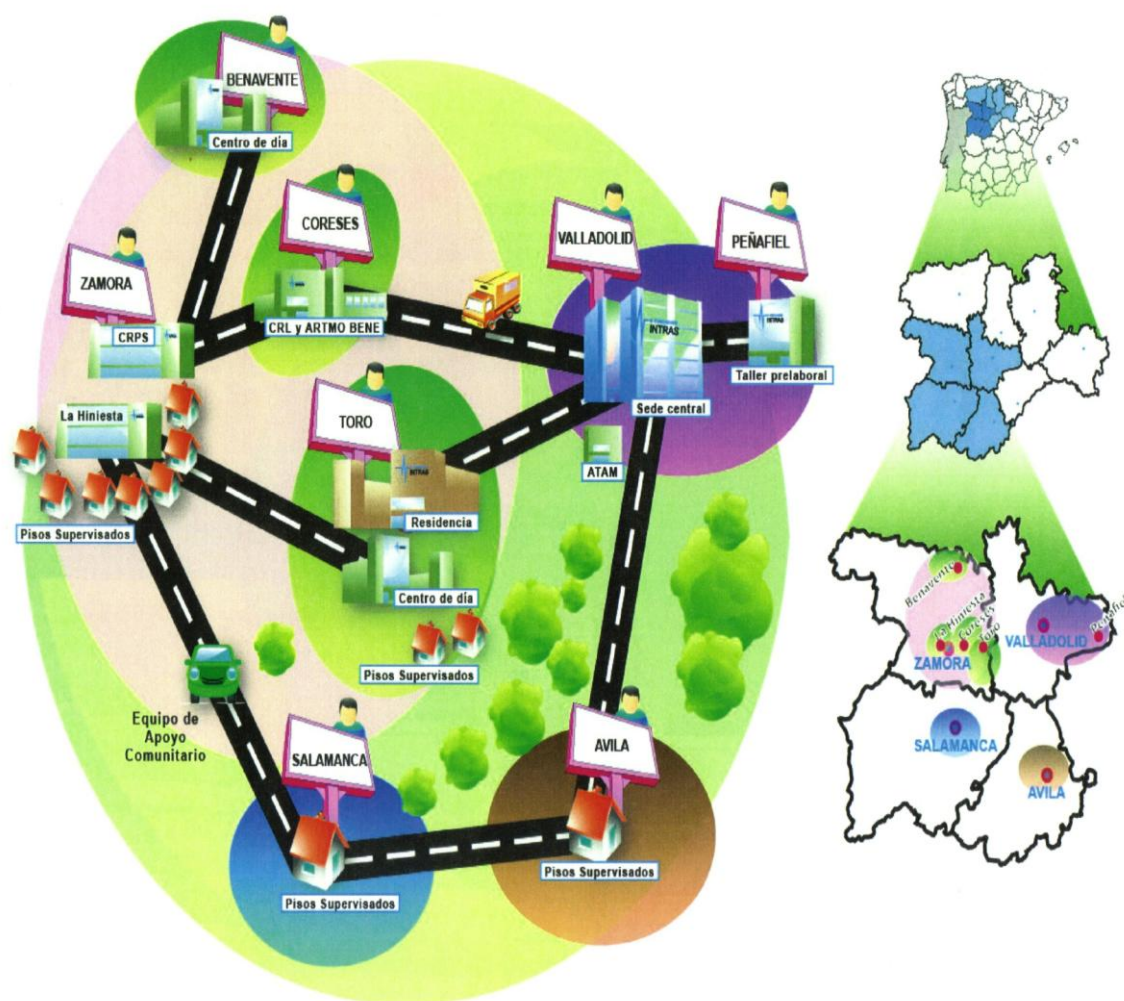 BENAVENTE
Centro de día
CORESES
CRL y ARTMO BENE
ZAMORA
CRPS
La Hiniesta
Pisos Supervisados
TORO
INTRAS
Residencia
Centro de día
Pisos Supervisados
VALLADOLID
INTRAS
Sede central
ATAM
PEÑAFIEL
INTRAS
Taller prelaboral
Equipo de
Apoyo
Comunitario
SALAMANCA
Pisos Supervisados
AVILA
Pisos Supervisados
Benavente
La Hiniesta
Coreses
Toro
ZAMORA
VALLADOLID
Peñafiel
SALAMANCA
AVILA